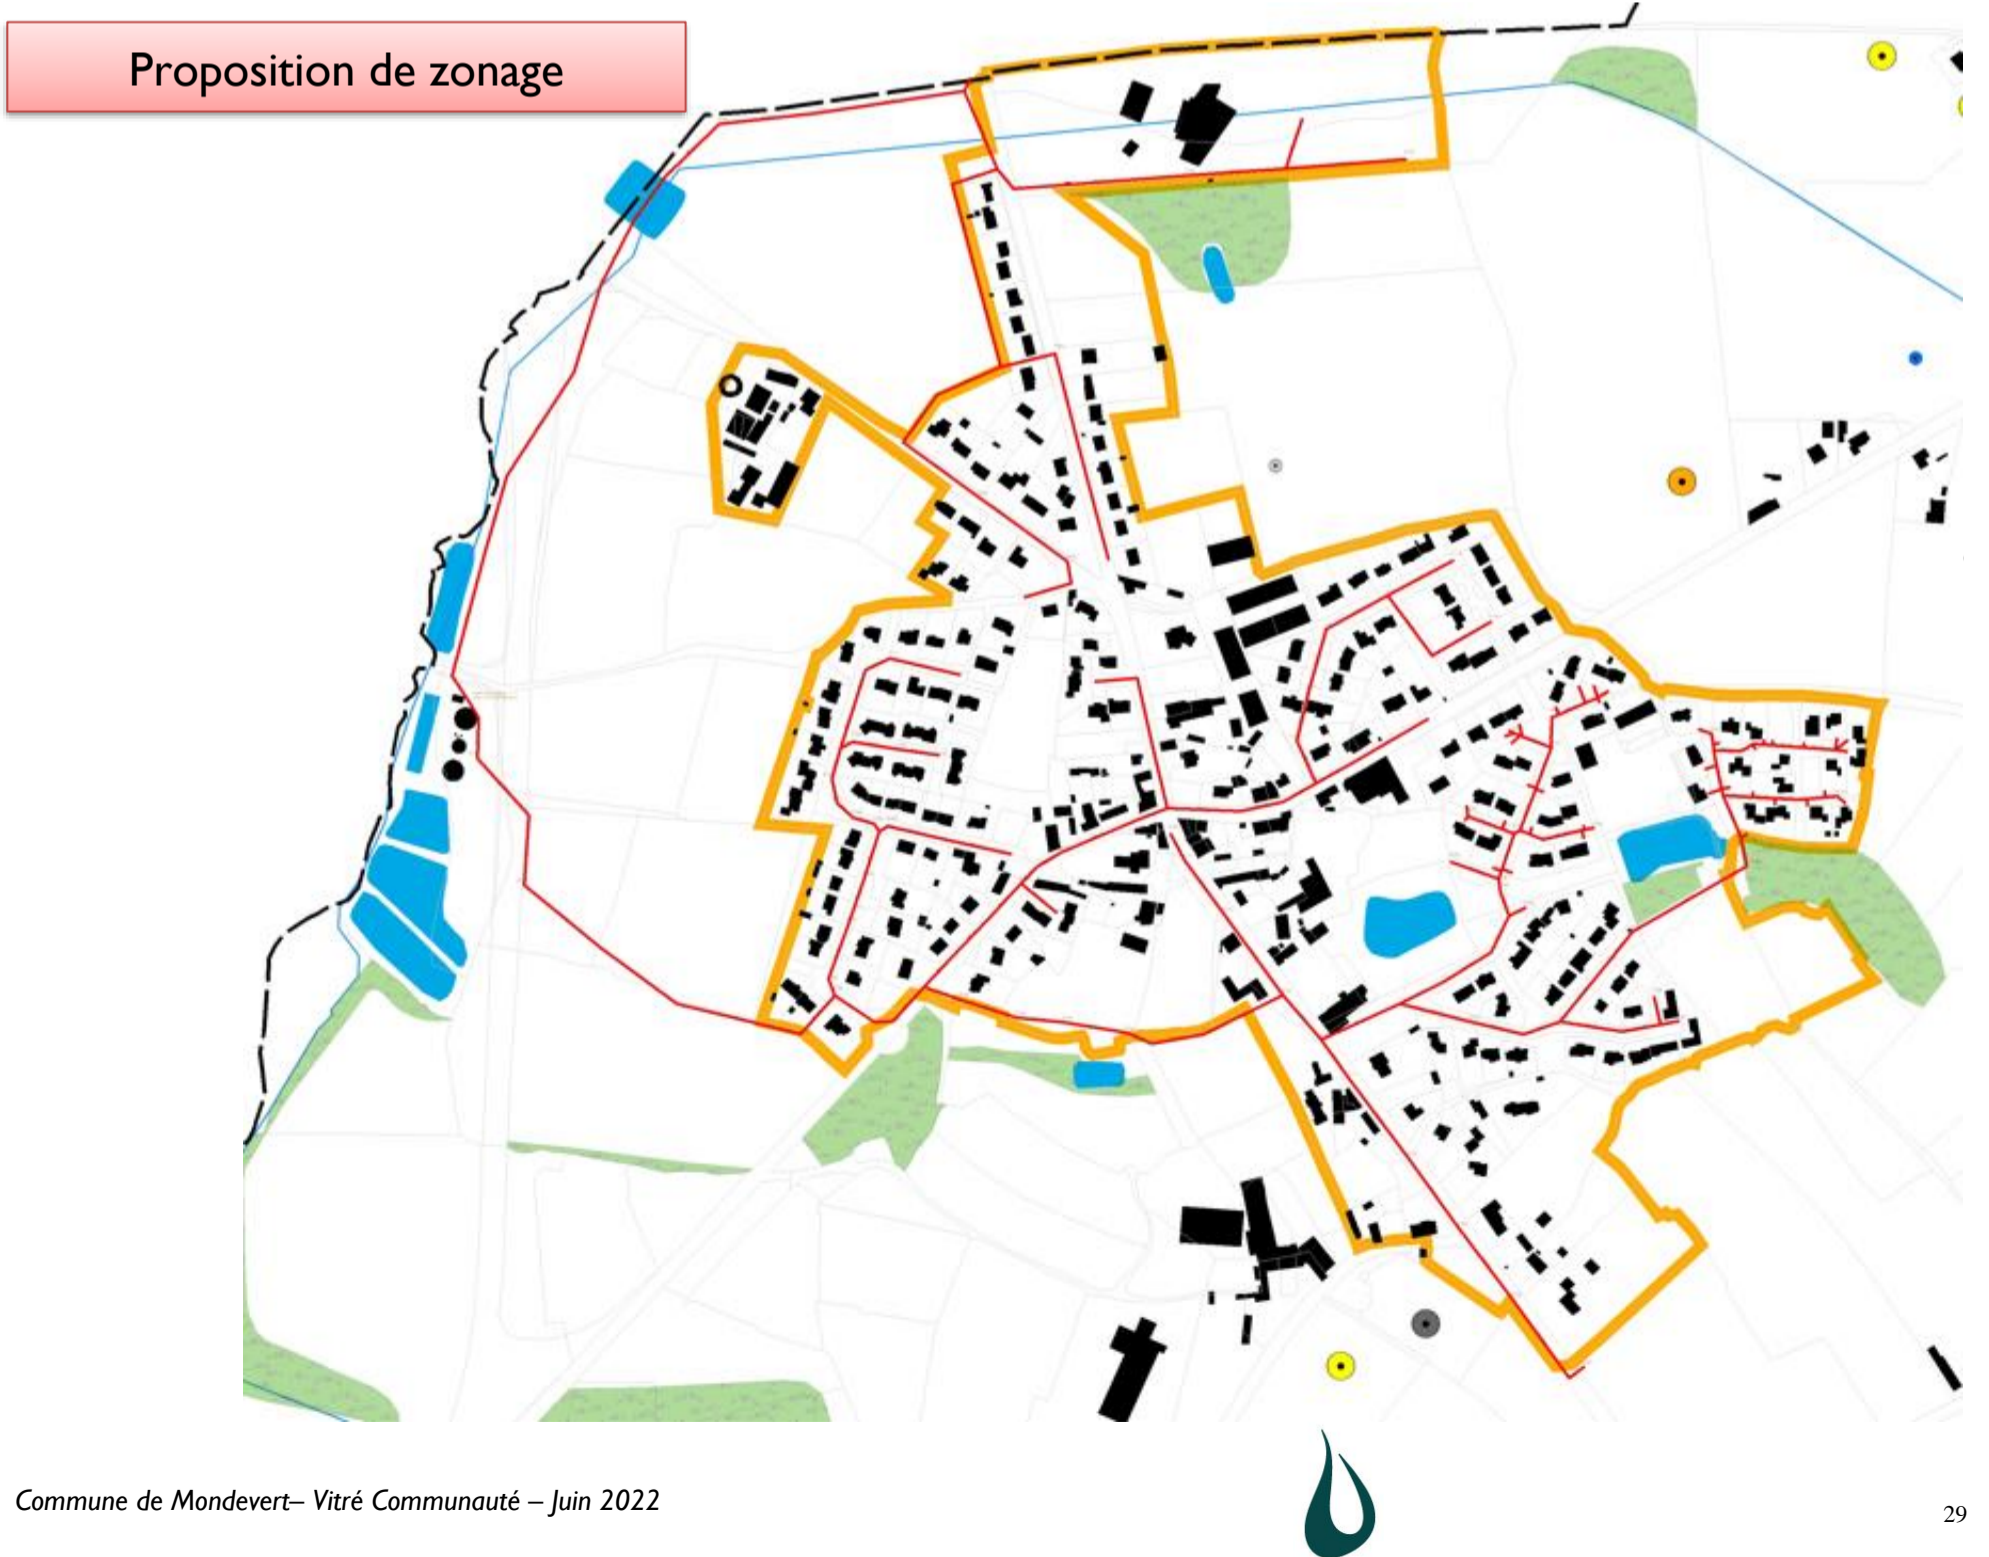 Proposition de zonage
Commune de Mondevert– Vitré Communauté – Juin 2022
29